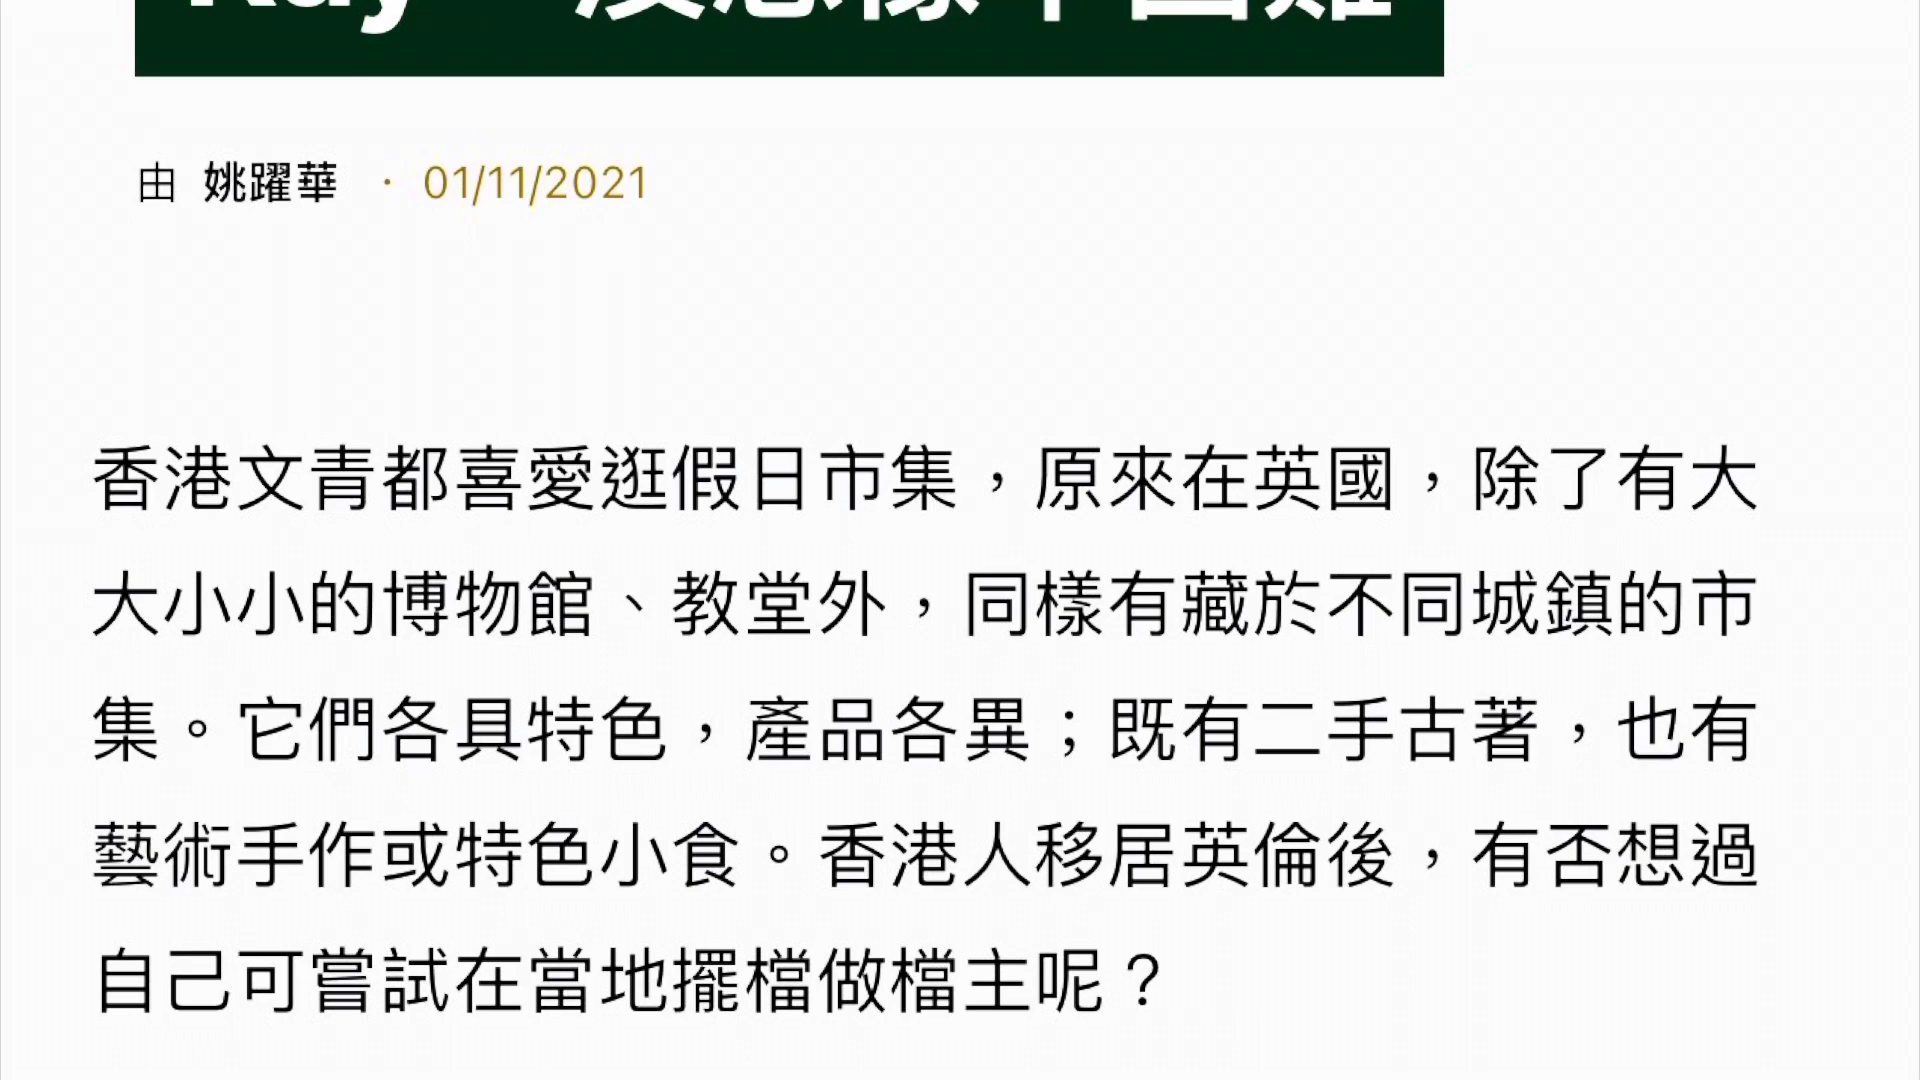 由 姚躍華 · 01/11/2021
香港文青都喜愛逛假日市集，原來在英國，除了有大
大小小的博物館、教堂外，同樣有藏於不同城鎮的市
集。它們各具特色，產品各異；既有二手古著，也有
藝術手作或特色小食。香港人移居英倫後，有否想過
自己可嘗試在當地擺檔做檔主呢？